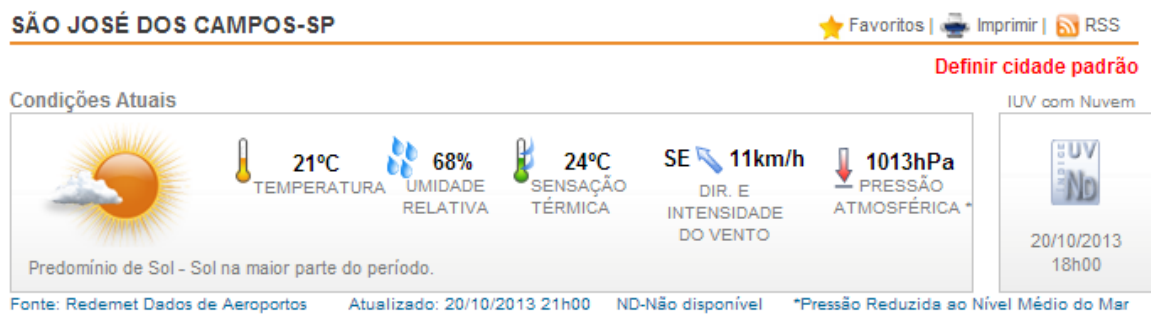 SÃO JOSÉ DOS CAMPOS-SP
Favoritos | Imprimir | RSS
Definir cidade padrão
Condições Atuais
IUV com Nuvem
21ºC
TEMPERATURA
68%
UMIDADE
RELATIVA
24ºC
SENSAÇÃO
TÉRMICA
SE 11km/h
DIR. E
INTENSIDADE
DO VENTO
1013hPa
PRESSÃO
ATMOSFÉRICA *
Predomínio de Sol - Sol na maior parte do período.
INDICE
UV
ND
20/10/2013
18h00
Fonte: Redemet Dados de Aeroportos Atualizado: 20/10/2013 21h00 ND-Não disponível *Pressão Reduzida ao Nível Médio do Mar